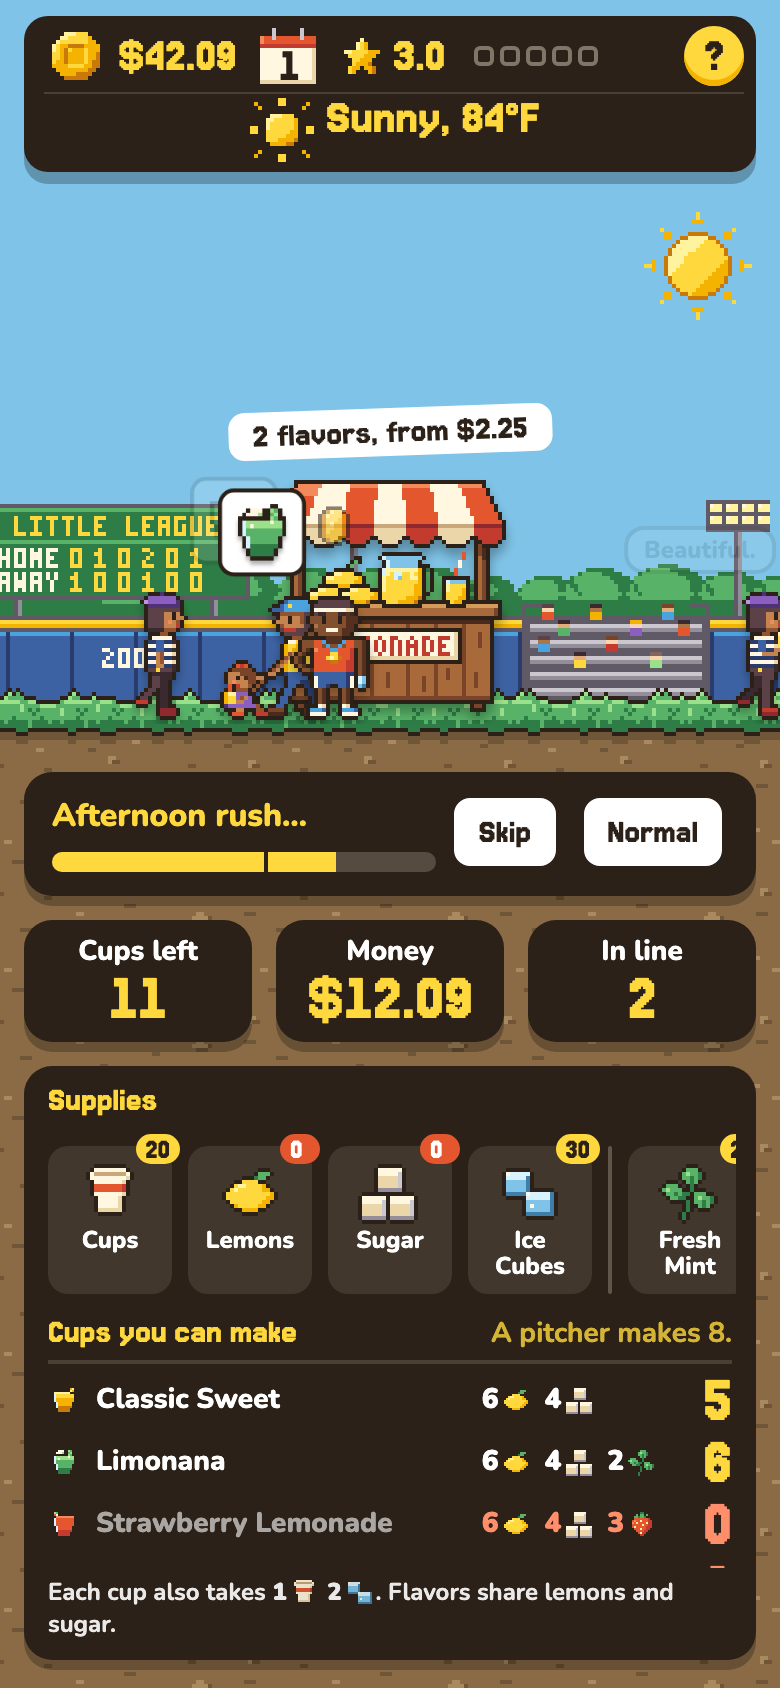 $42.09
1
3.0
?
Sunny, 84°F
2 flavors, from $2.25
LITTLE LEAGUE
HOME 0 1 0 2 0 1
AWAY 1 0 0 1 0 0
Beautiful.
200
ONADE
Afternoon rush...
Skip
Normal
Cups left
11
Money
$12.09
In line
2
Supplies
20
0
0
30
2
Cups
Lemons
Sugar
Ice
Cubes
Fresh
Mint
Cups you can make
A pitcher makes 8.
Classic Sweet 6 4 5
Limonana 6 4 2 6
Strawberry Lemonade 6 4 3 0
Each cup also takes 1 2 . Flavors share lemons and
sugar.